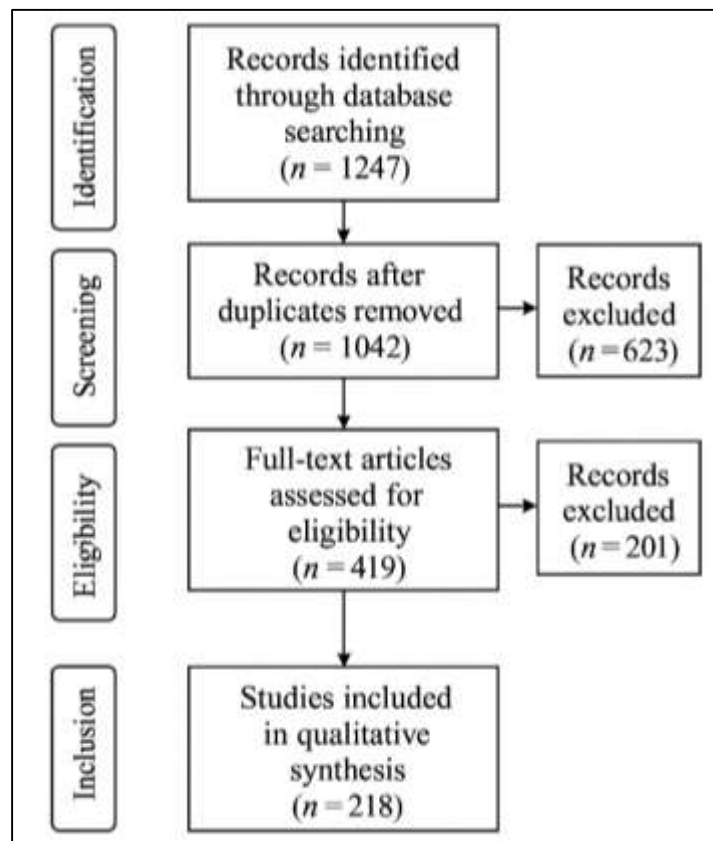 Identification
Records identified
through database
searching
(n = 1247)
Screening
Records after
duplicates removed
(n = 1042)
Records
excluded
(n = 623)
Eligibility
Full-text articles
assessed for
eligibility
(n = 419)
Records
excluded
(n = 201)
Inclusion
Studies included
in qualitative
synthesis
(n = 218)